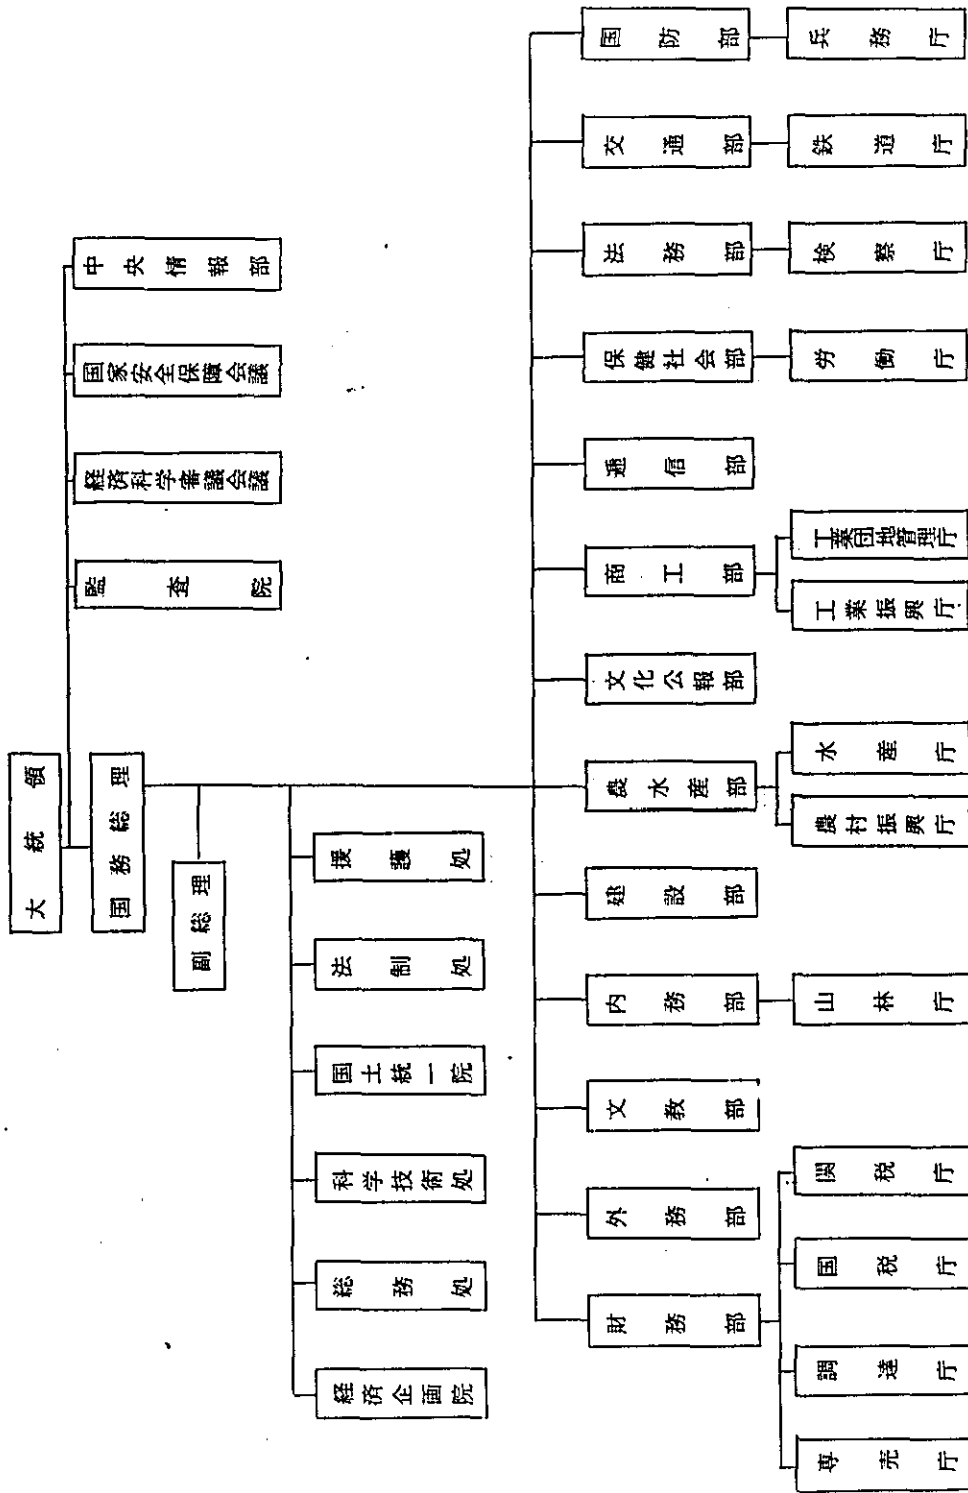 大統領
国務総理
副総理
監査院
経済科学審議会議
国家安全保障会議
中央情報部
経済企画院
総務処
科学技術処
国土統一院
法制処
援護処
財務部
外務部
文教部
内務部
建設部
農水産部
文化公報部
商工部
逓信部
保健社会部
法務部
交通部
国防部
専売庁
調達庁
国税庁
関税庁
山林庁
農村振興庁
水産庁
工業振興庁
工業団地管理庁
労働庁
検察庁
鉄道庁
兵務庁